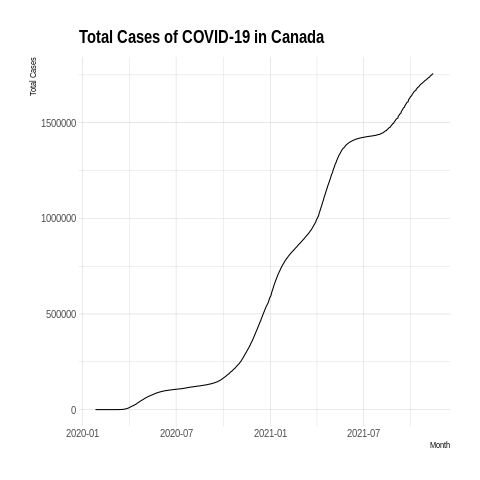 Total Cases of COVID-19 in Canada
Total Cases
1500000
1000000
500000
0
2020-01 2020-07 2021-01 2021-07
Month